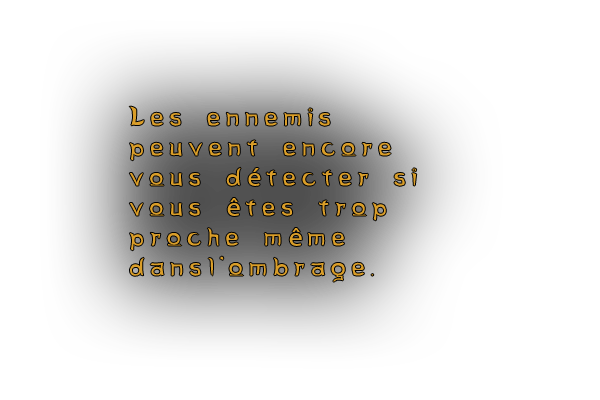 Les ennemis
peuvent encore
vous détecter si
vous êtes trop
proche même
dansl'ombrage.